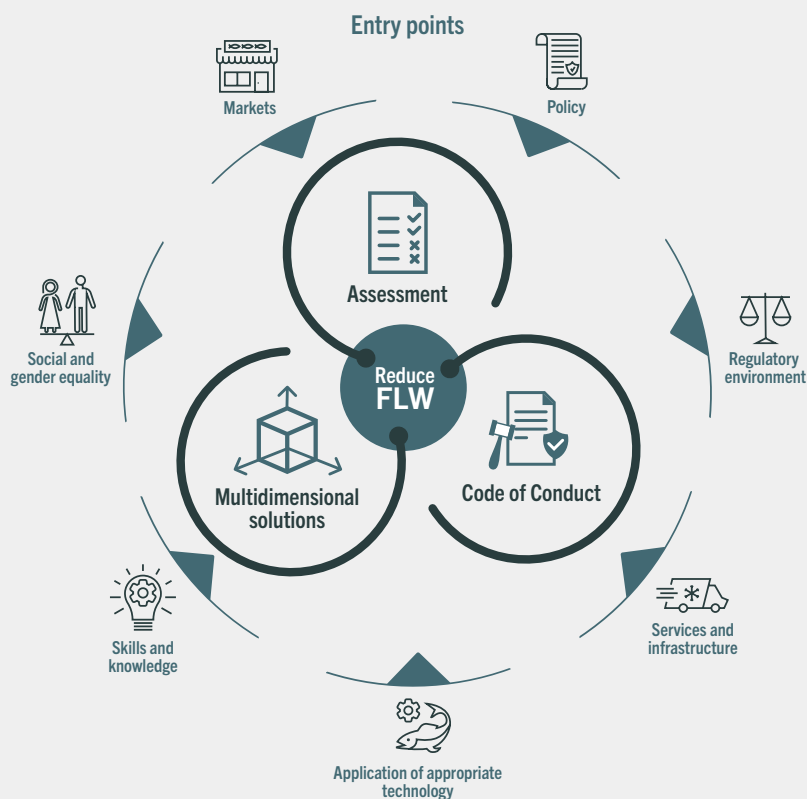 Entry points
Markets
Policy
Assessment
Social and
gender equality
Reduce
FLW
Regulatory
environment
Multidimensional
solutions
Code of Conduct
Skills and
knowledge
Services and
infrastructure
Application of appropriate
technology